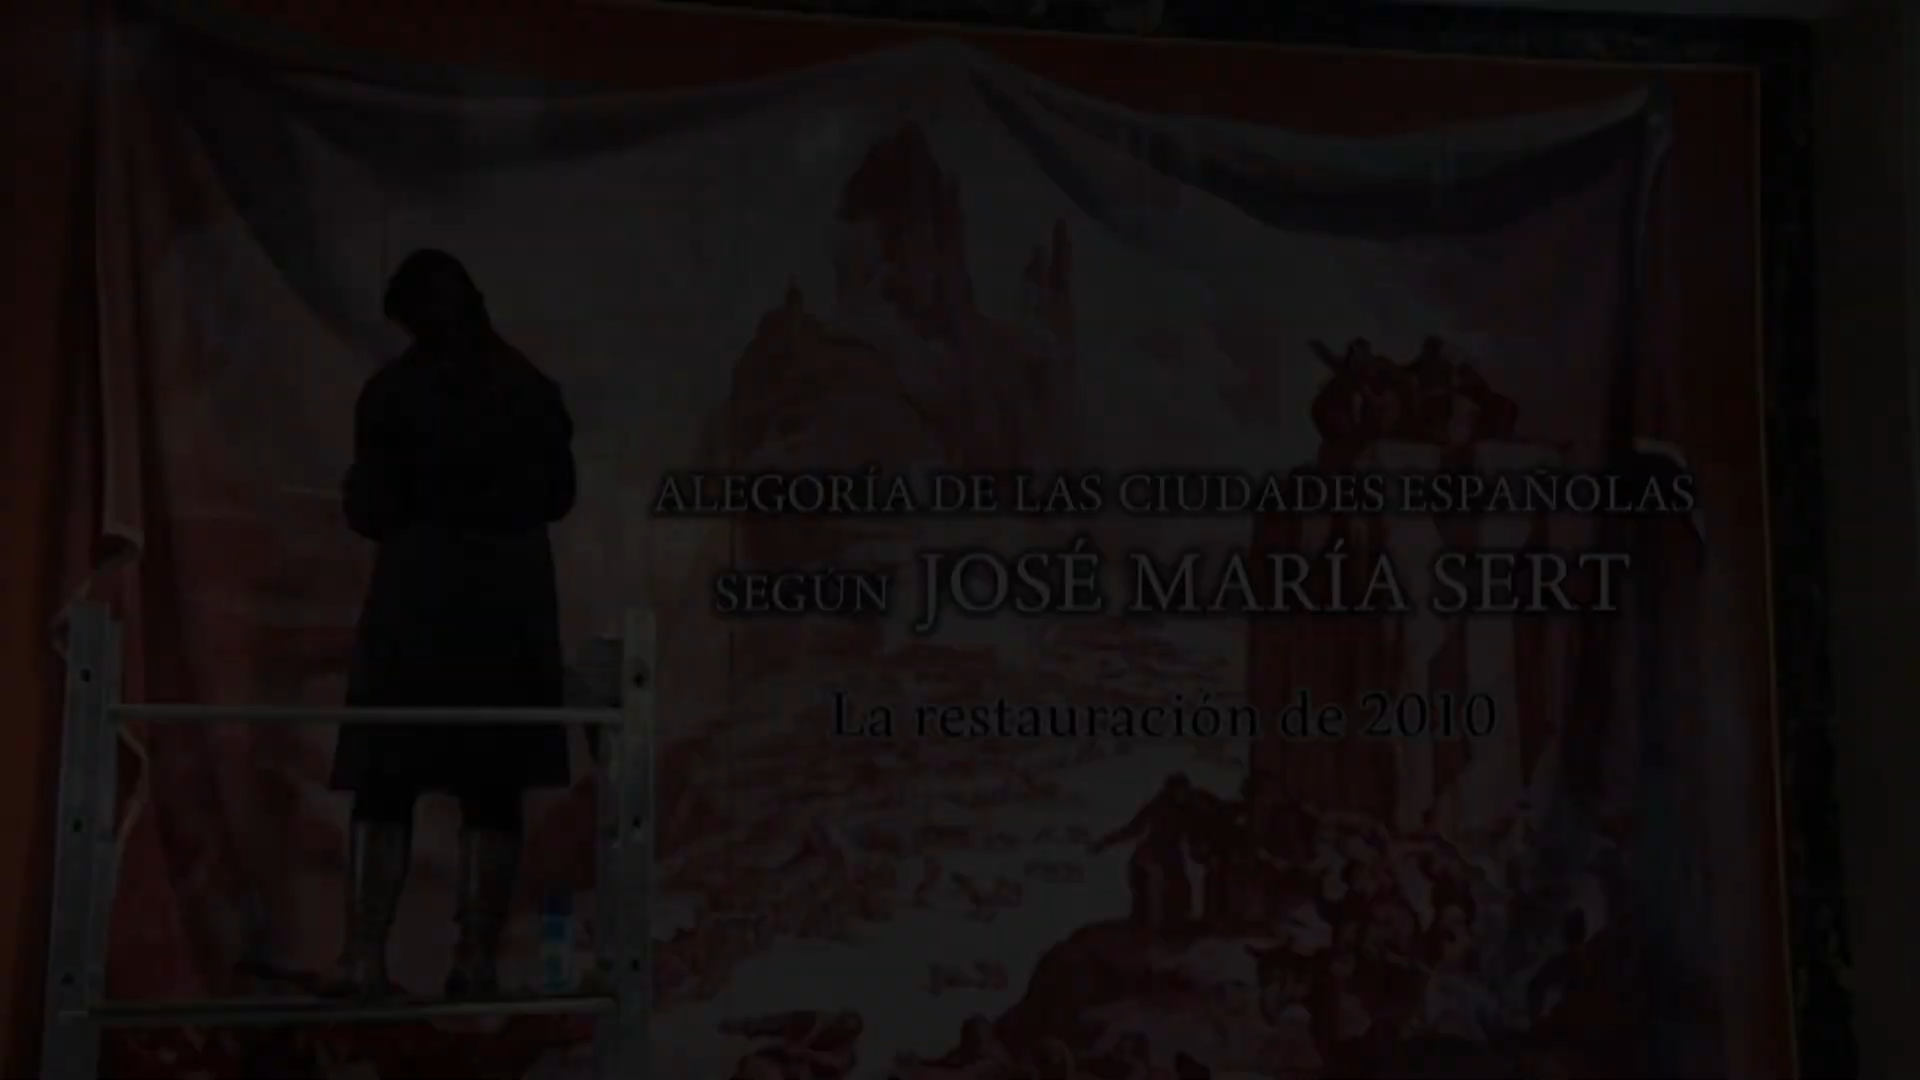 ALEGORÍA DE LAS CIUDADES ESPAÑOLAS
SEGÚN JOSÉ MARÍA SERT
La restauración de 2010